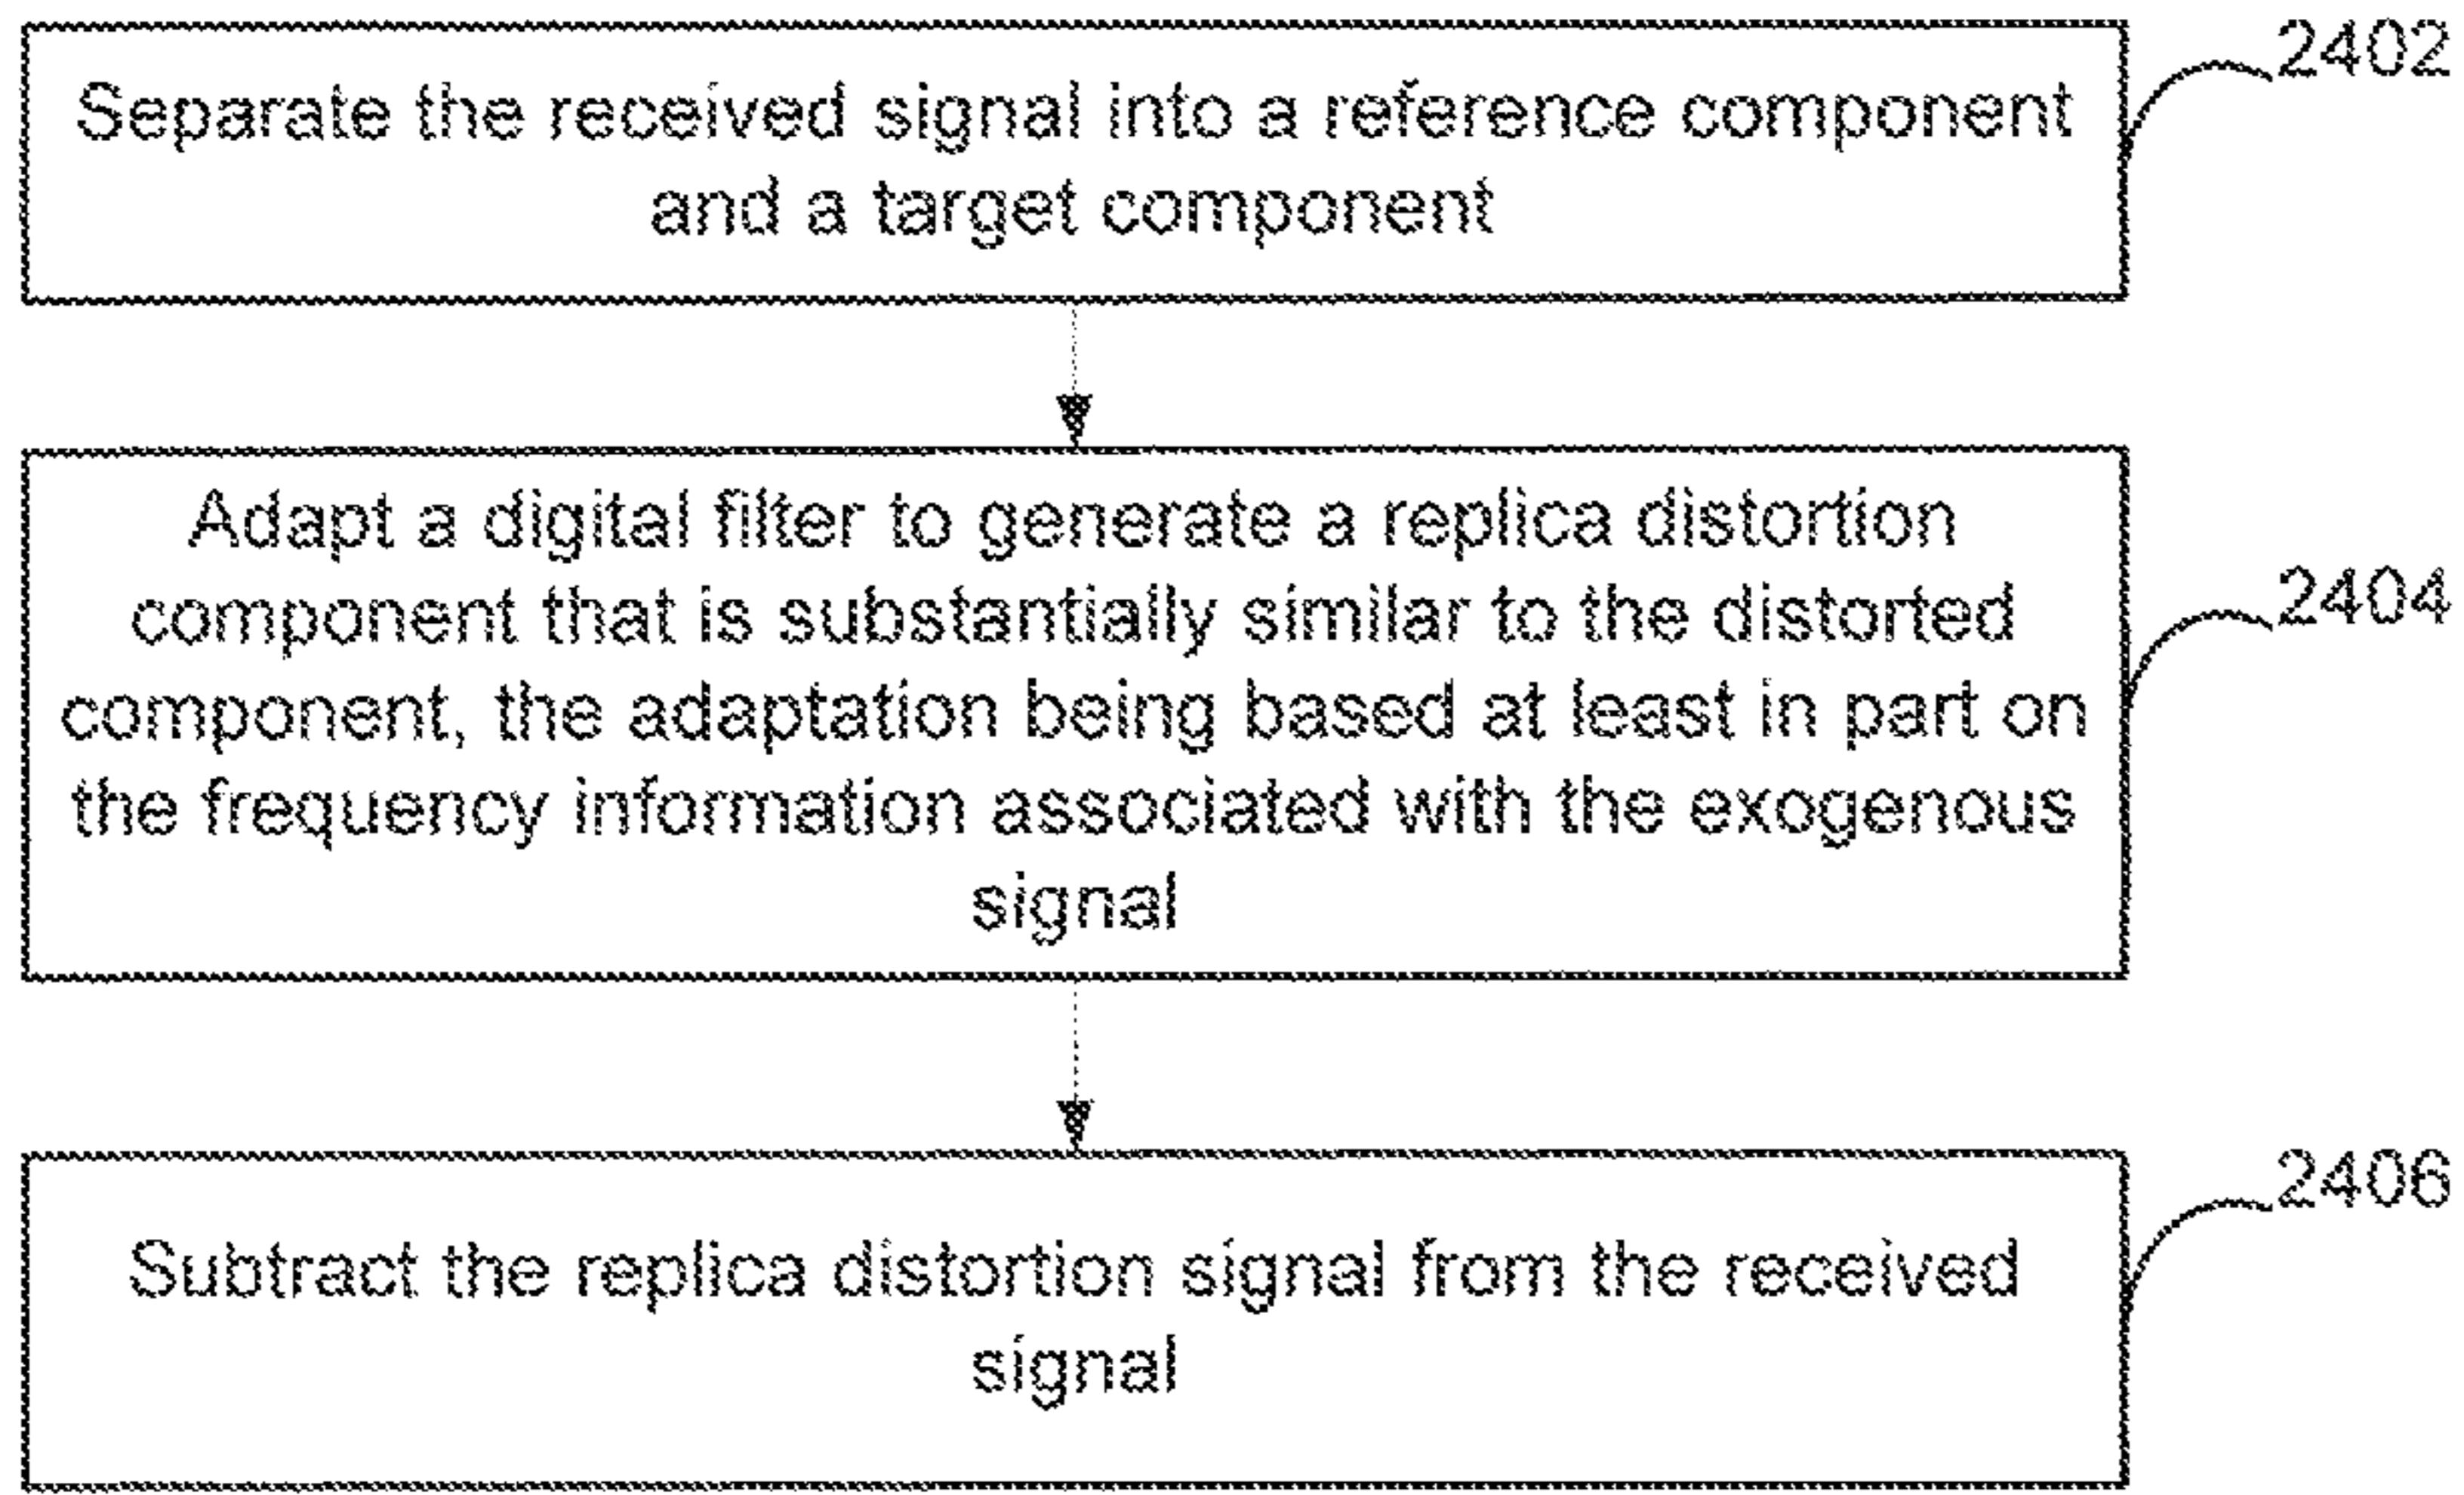 2402
Separate the received signal into a reference component
and a target component
Adapt a digital filter to generate a replica distortion
2404
component that is substantially similar to the distorted
component, the adaptation being based at least in part on
the frequency information associated with the exogenous
signal
2406
Subtract the replica distortion signal from the received
signal